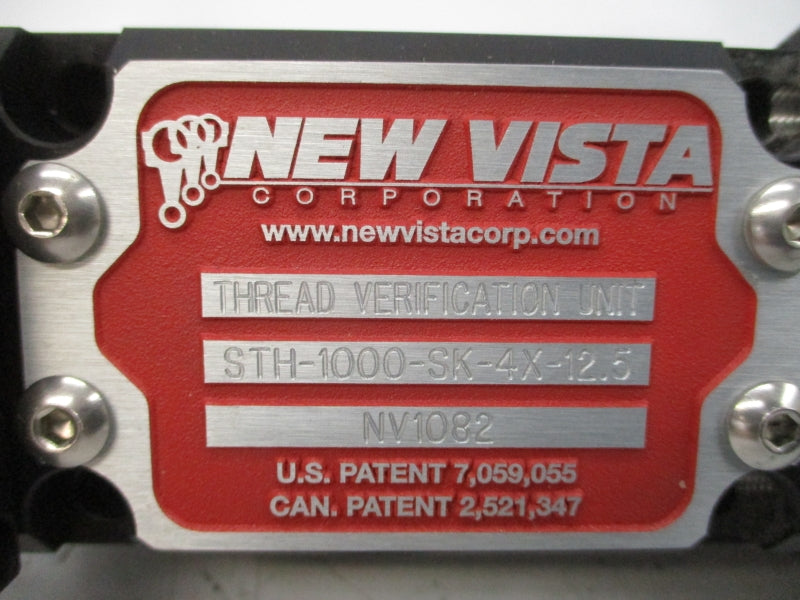 NEW VISTA
CORPORATION
www.newvistacorp.com
THREAD VERIFICATION UNIT
STH-1000-SK-4X-12.5
NV1082
U.S. PATENT 7,059,055
CAN. PATENT 2,521,347